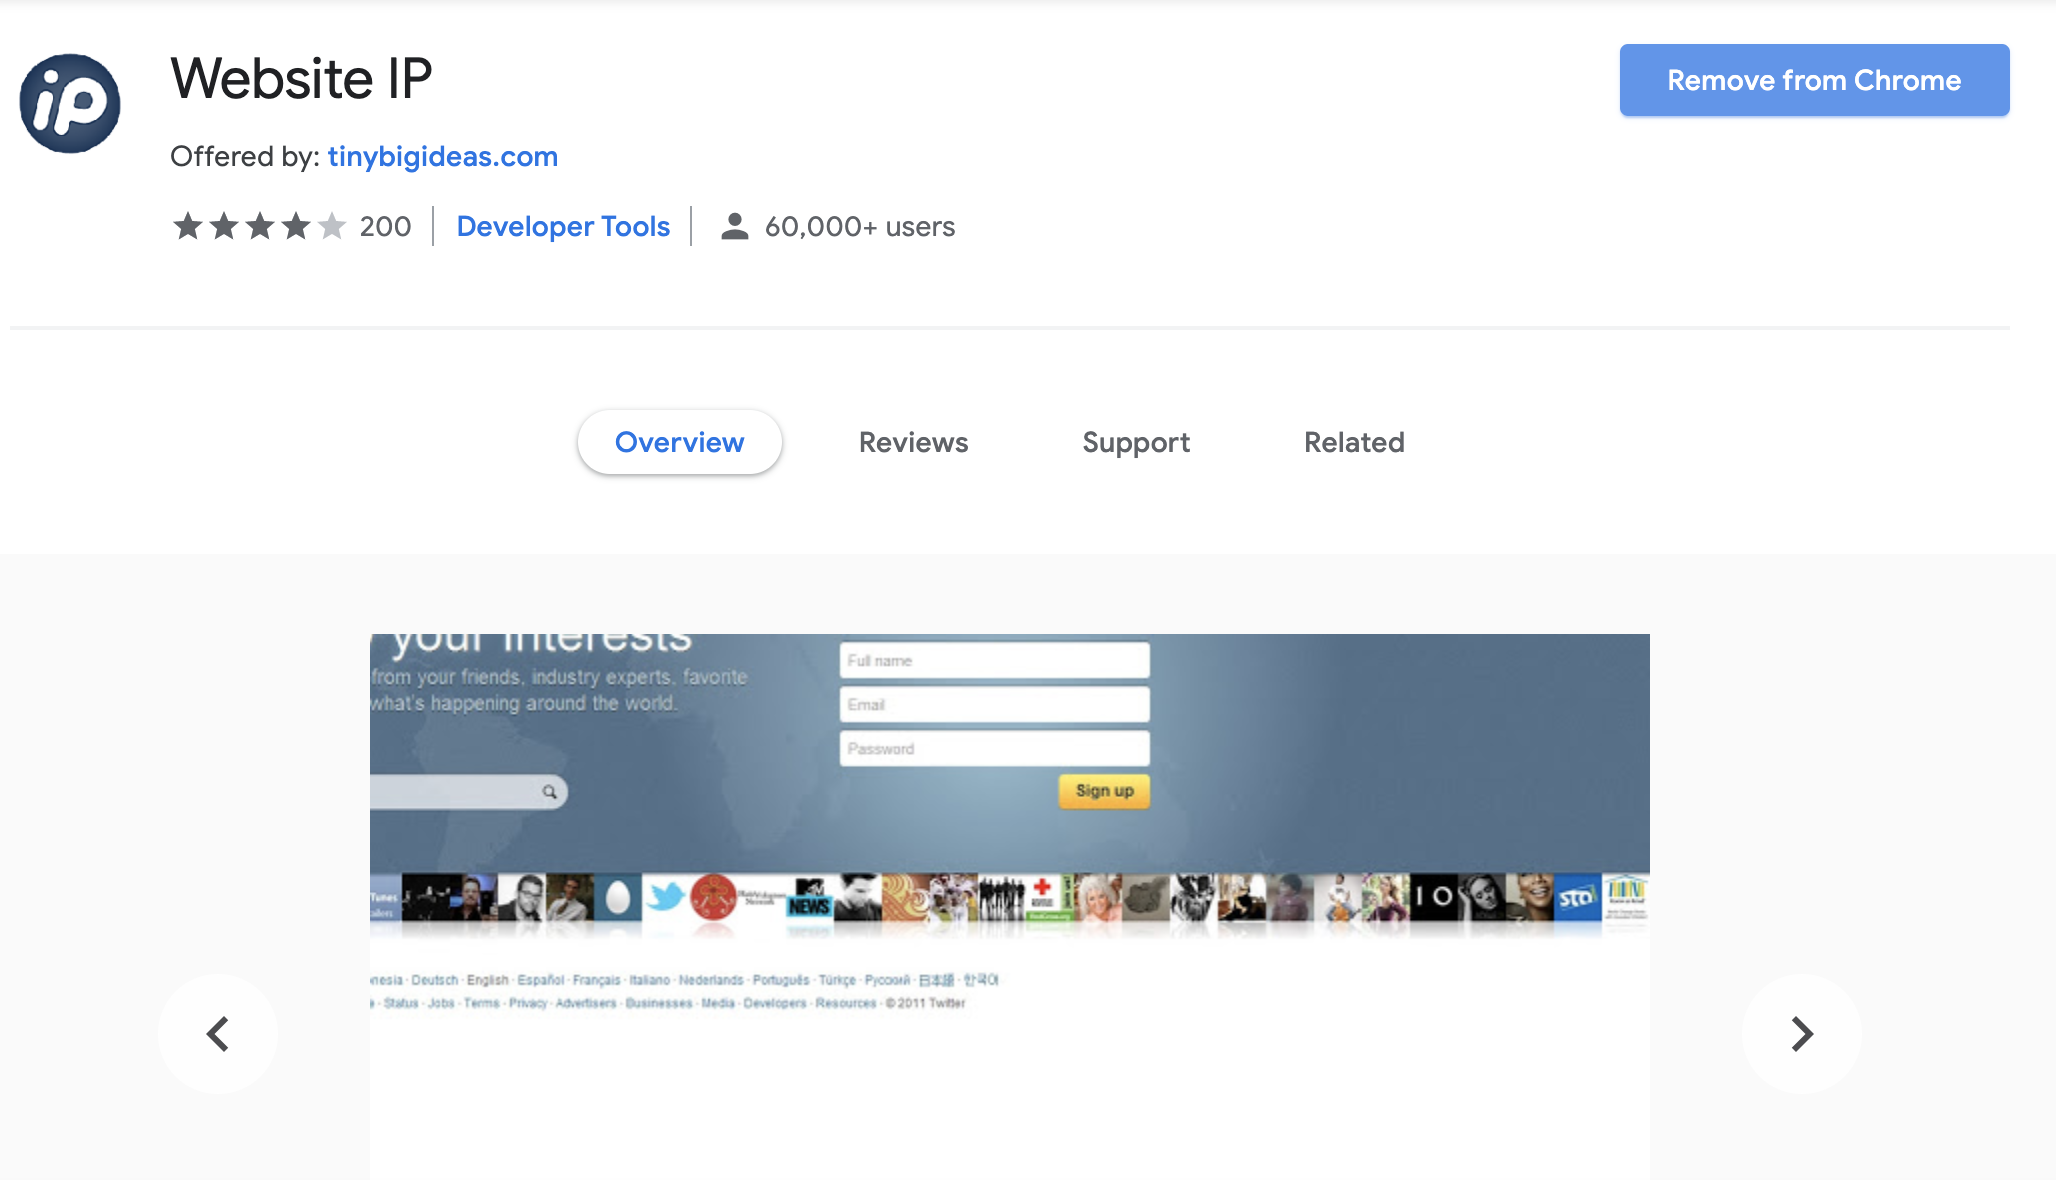 ip
Website IP
Remove from Chrome
Offered by: tinybigideas.com
200
Developer Tools
60,000+ users
Overview
Reviews
Support
Related
your interests
from your friends, industry experts, favorite
what's happening around the world.
Full name
Email
Password
Sign up
Tunes
NEWS
IO
sta
nesia · Deutsch · English · Español · Français · Italiano · Nederlands · Português · Türkçe · Русский · 日本語 · 한국어
· Status · Jobs · Terms · Privacy · Advertisers · Businesses · Media · Developers · Resources · © 2011 Twitter